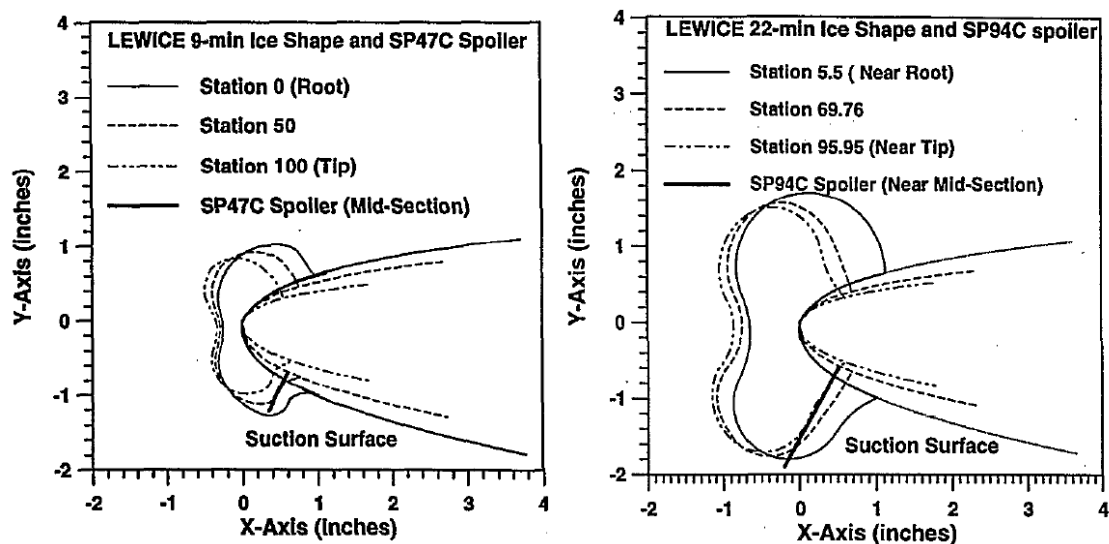 LEWICE 9-min Ice Shape and SP47C Spoiler
Station 0 (Root)
Station 50
Station 100 (Tip)
SP47C Spoiler (Mid-Section)
Suction Surface
Y-Axis (inches)
4
3
2
1
0
-1
-2
-2
-1
0
1
2
3
4
X-Axis (inches)
LEWICE 22-min Ice Shape and SP94C spoiler
Station 5.5 ( Near Root)
Station 69.76
Station 95.95 (Near Tip)
SP94C Spoiler (Near Mid-Section)
Suction Surface
Y-Axis (inches)
4
3
2
1
0
-1
-2
-2
-1
0
1
2
3
4
X-Axis (inches)